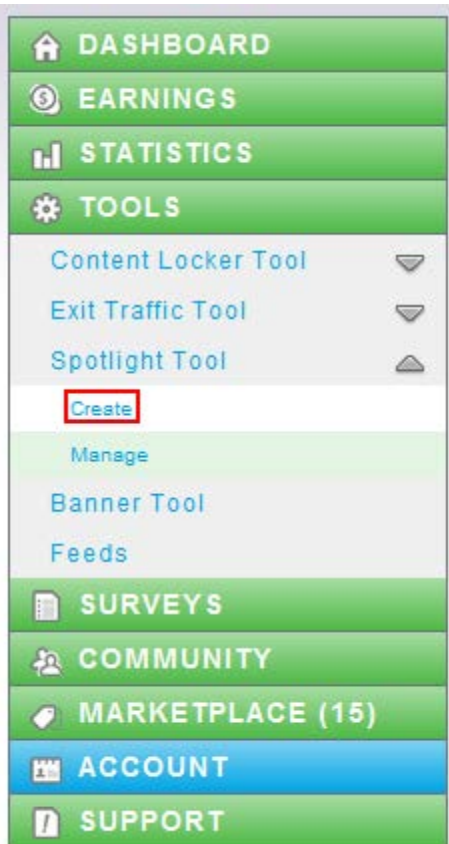 DASHBOARD
EARNINGS
STATISTICS
TOOLS
Content Locker Tool
Exit Traffic Tool
Spotlight Tool
Create
Manage
Banner Tool
Feeds
SURVEYS
COMMUNITY
MARKETPLACE (15)
ACCOUNT
SUPPORT